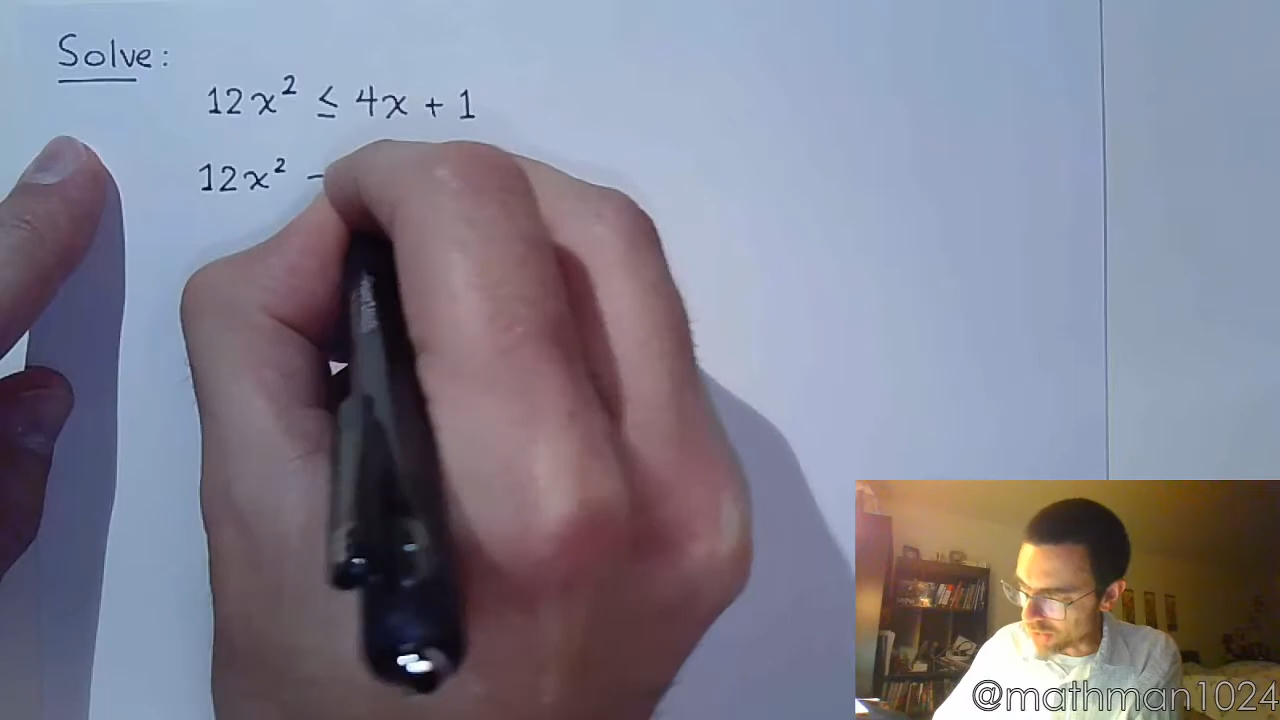 Solve:
12x² ≤ 4x + 1
12x² −
@mathman1024